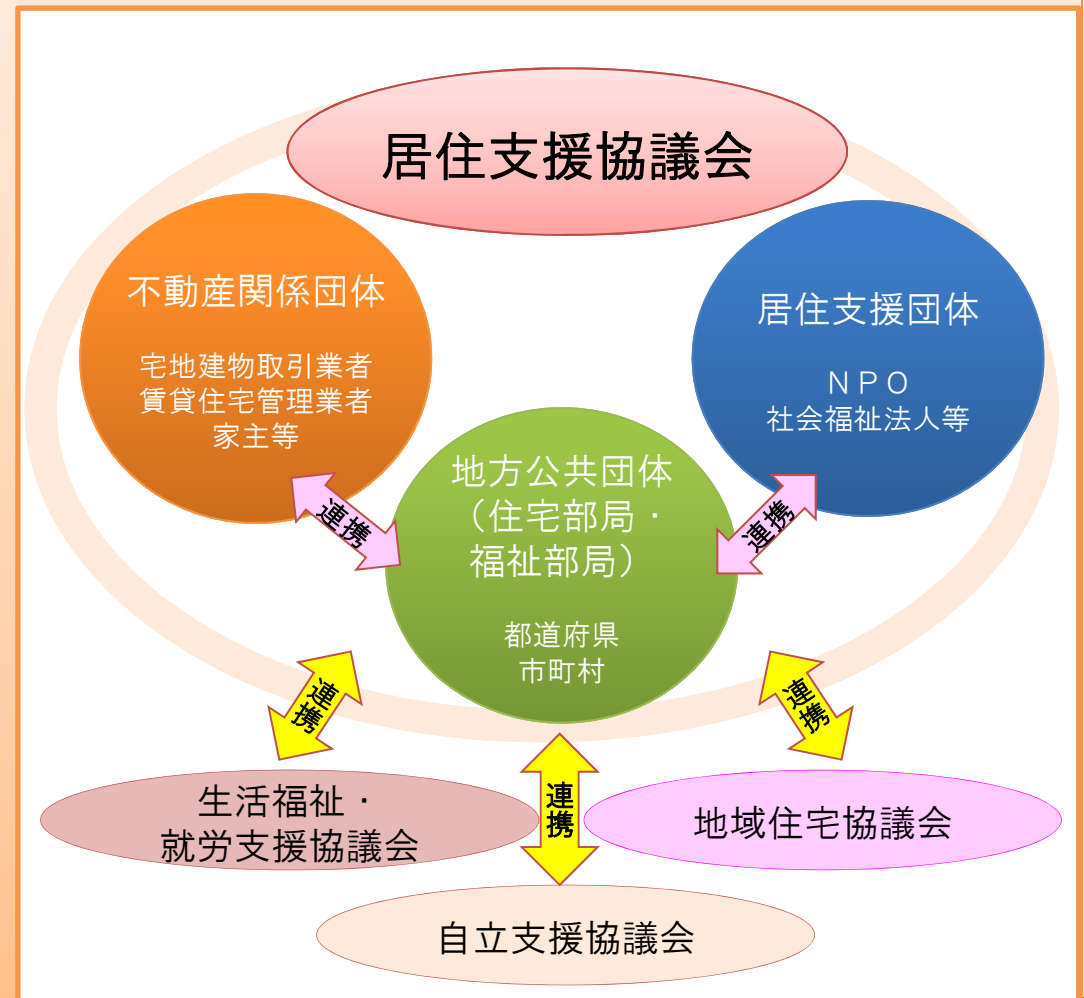 居住支援協議会
不動産関係団体
宅地建物取引業者
賃貸住宅管理業者
家主等
居住支援団体
ＮＰＯ
社会福祉法人等
地方公共団体
（住宅部局・
福祉部局）
都道府県
市町村
連携
連携
連携
連携
連携
生活福祉・
就労支援協議会
地域住宅協議会
自立支援協議会